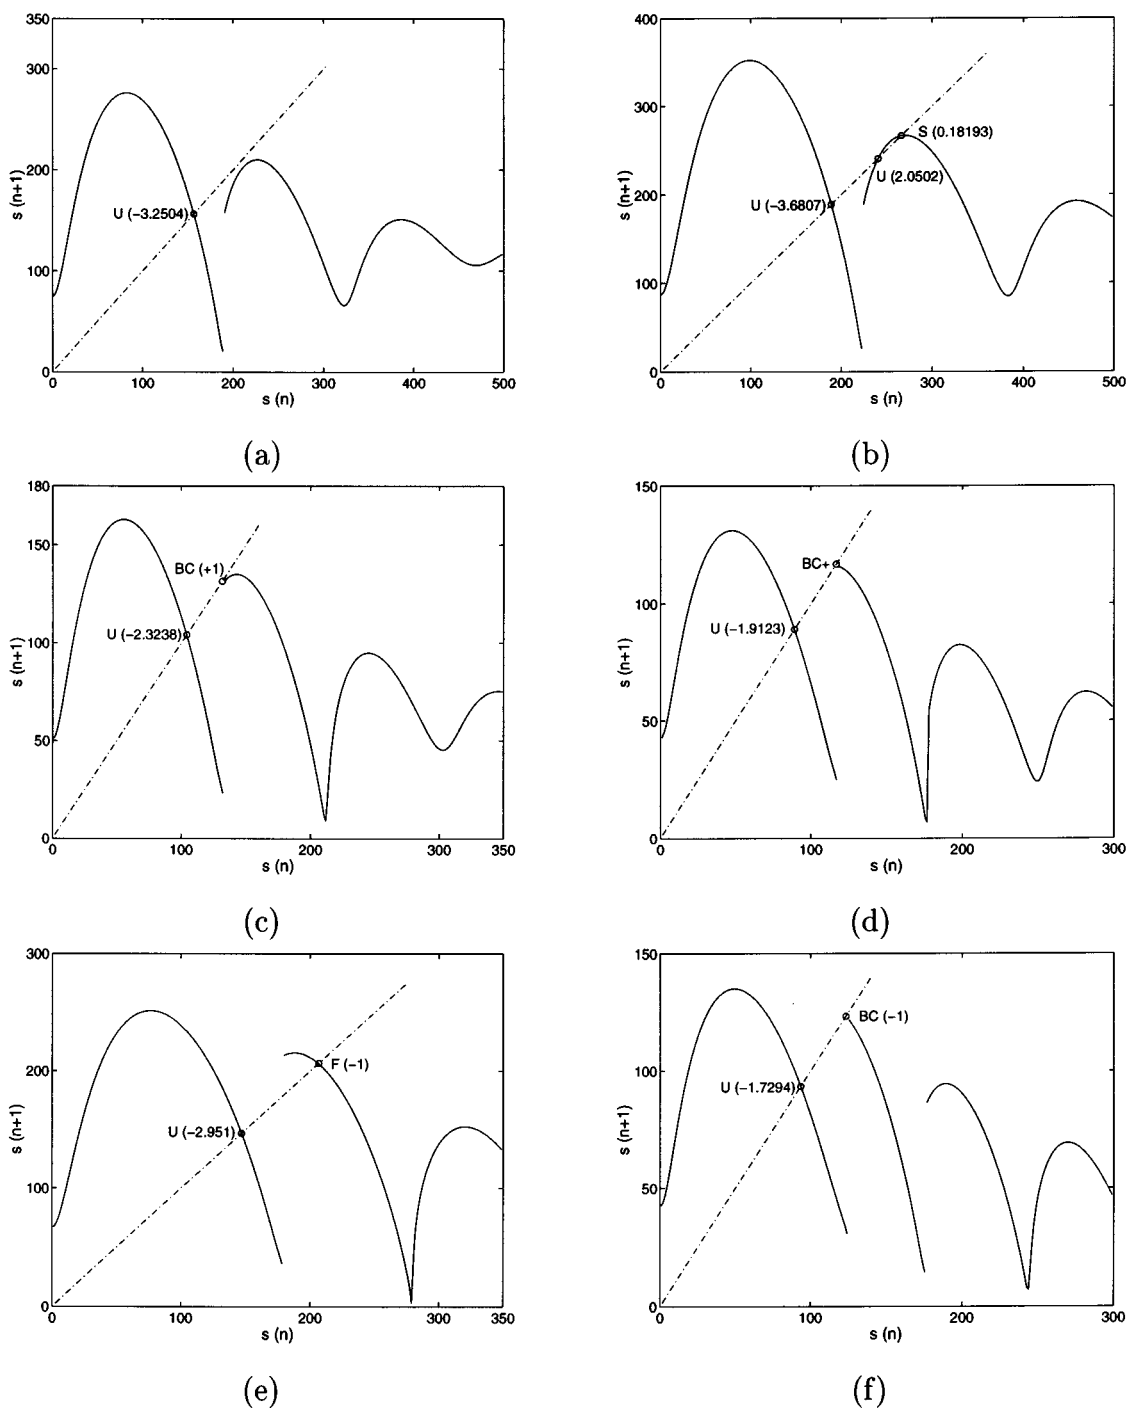 350
300
200
100
0
0
100
200
300
400
500
s (n+1)
s (n)
U (−3.2504)
(a)
400
300
200
100
0
0
100
200
300
400
500
s (n+1)
s (n)
S (0.18193)
U (2.0502)
U (−3.6807)
(b)
180
150
100
50
0
0
100
200
300
350
s (n+1)
s (n)
BC (+1)
U (−2.3238)
(c)
150
100
50
0
0
100
200
300
s (n+1)
s (n)
BC+
U (−1.9123)
(d)
300
200
100
0
0
100
200
300
350
s (n+1)
s (n)
F (−1)
U (−2.951)
(e)
150
100
50
0
0
100
200
300
s (n+1)
s (n)
BC (−1)
U (−1.7294)
(f)